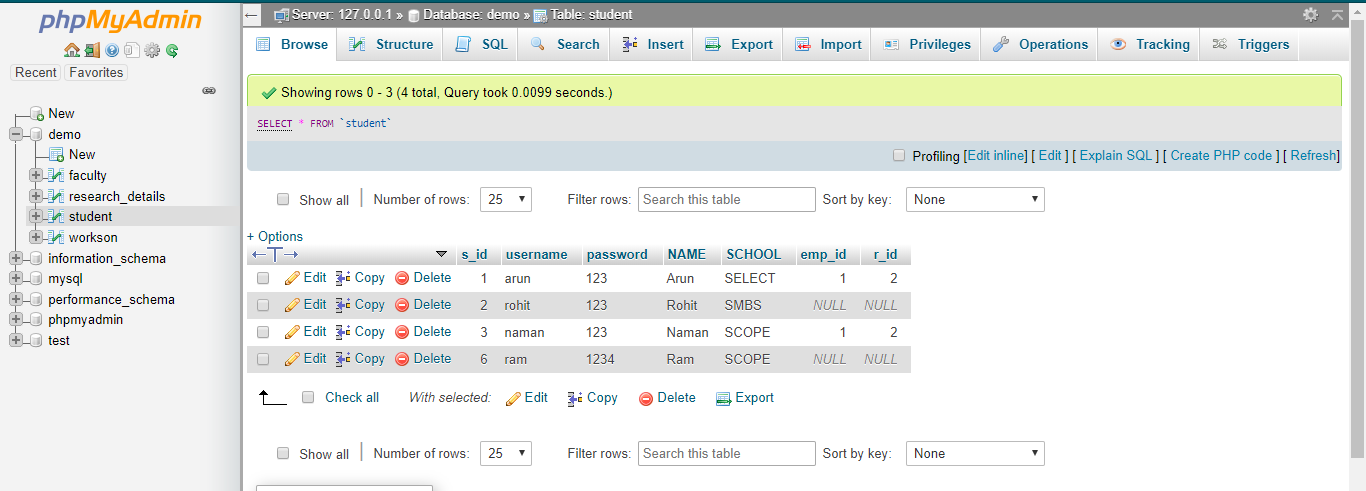 phpMyAdmin
Recent Favorites
New
demo
New
faculty
research_details
student
workson
information_schema
mysql
performance_schema
phpmyadmin
test
Server: 127.0.0.1 » Database: demo » Table: student
Browse Structure SQL Search Insert Export Import Privileges Operations Tracking Triggers
Showing rows 0 - 3 (4 total, Query took 0.0099 seconds.)
SELECT * FROM `student`
Profiling [Edit inline] [ Edit ] [ Explain SQL ] [ Create PHP code ] [ Refresh]
Show all | Number of rows: 25 Filter rows: Search this table Sort by key: None
+ Options
←T→ s_id username password NAME SCHOOL emp_id r_id
Edit Copy Delete 1 arun 123 Arun SELECT 1 2
Edit Copy Delete 2 rohit 123 Rohit SMBS NULL NULL
Edit Copy Delete 3 naman 123 Naman SCOPE 1 2
Edit Copy Delete 6 ram 1234 Ram SCOPE NULL NULL
Check all With selected: Edit Copy Delete Export
Show all | Number of rows: 25 Filter rows: Search this table Sort by key: None